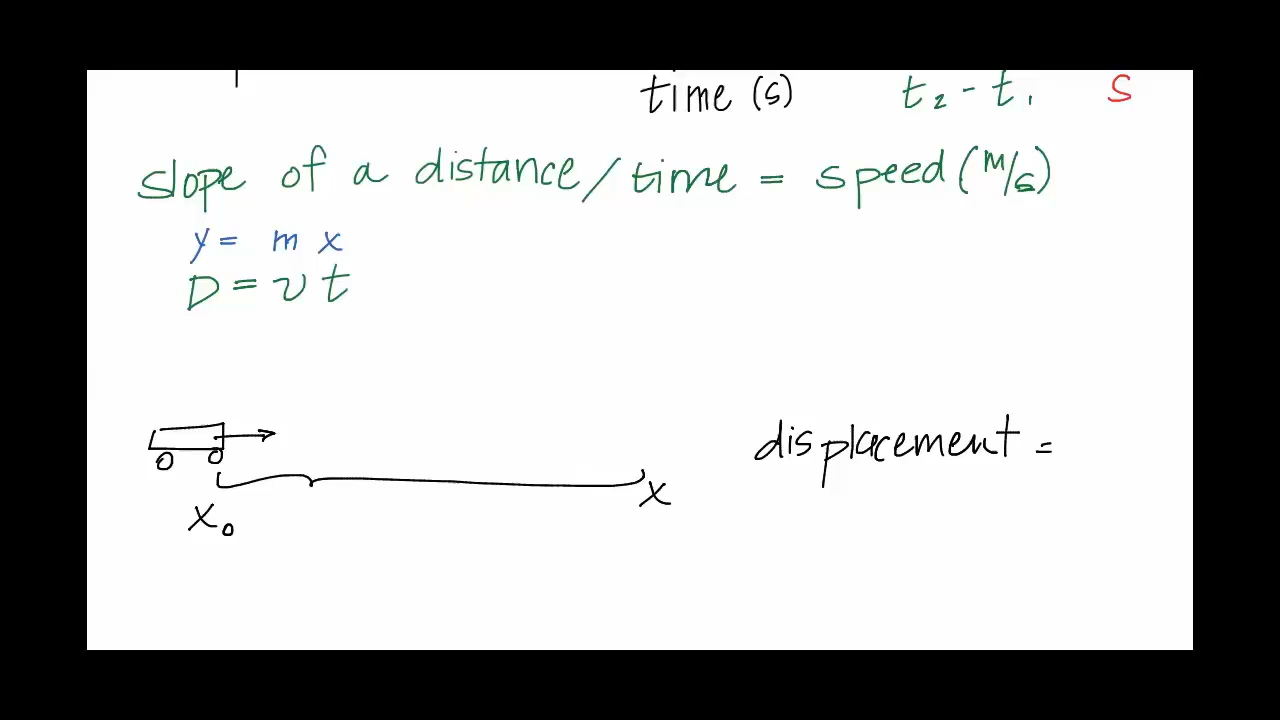 time (s) t₂ - t₁ s
slope of a distance/time = speed (m/s)
y = m x
D = v t
displacement =
x
x₀